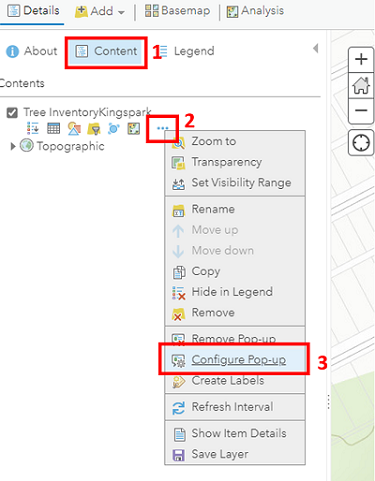 Details Add Basemap Analysis
About Content 1 Legend
Contents
Tree InventoryKingspark
2
Topographic
Zoom to
Transparency
Set Visibility Range
Rename
Move up
Move down
Copy
Hide in Legend
Remove
Remove Pop-up
Configure Pop-up 3
Create Labels
Refresh Interval
Show Item Details
Save Layer